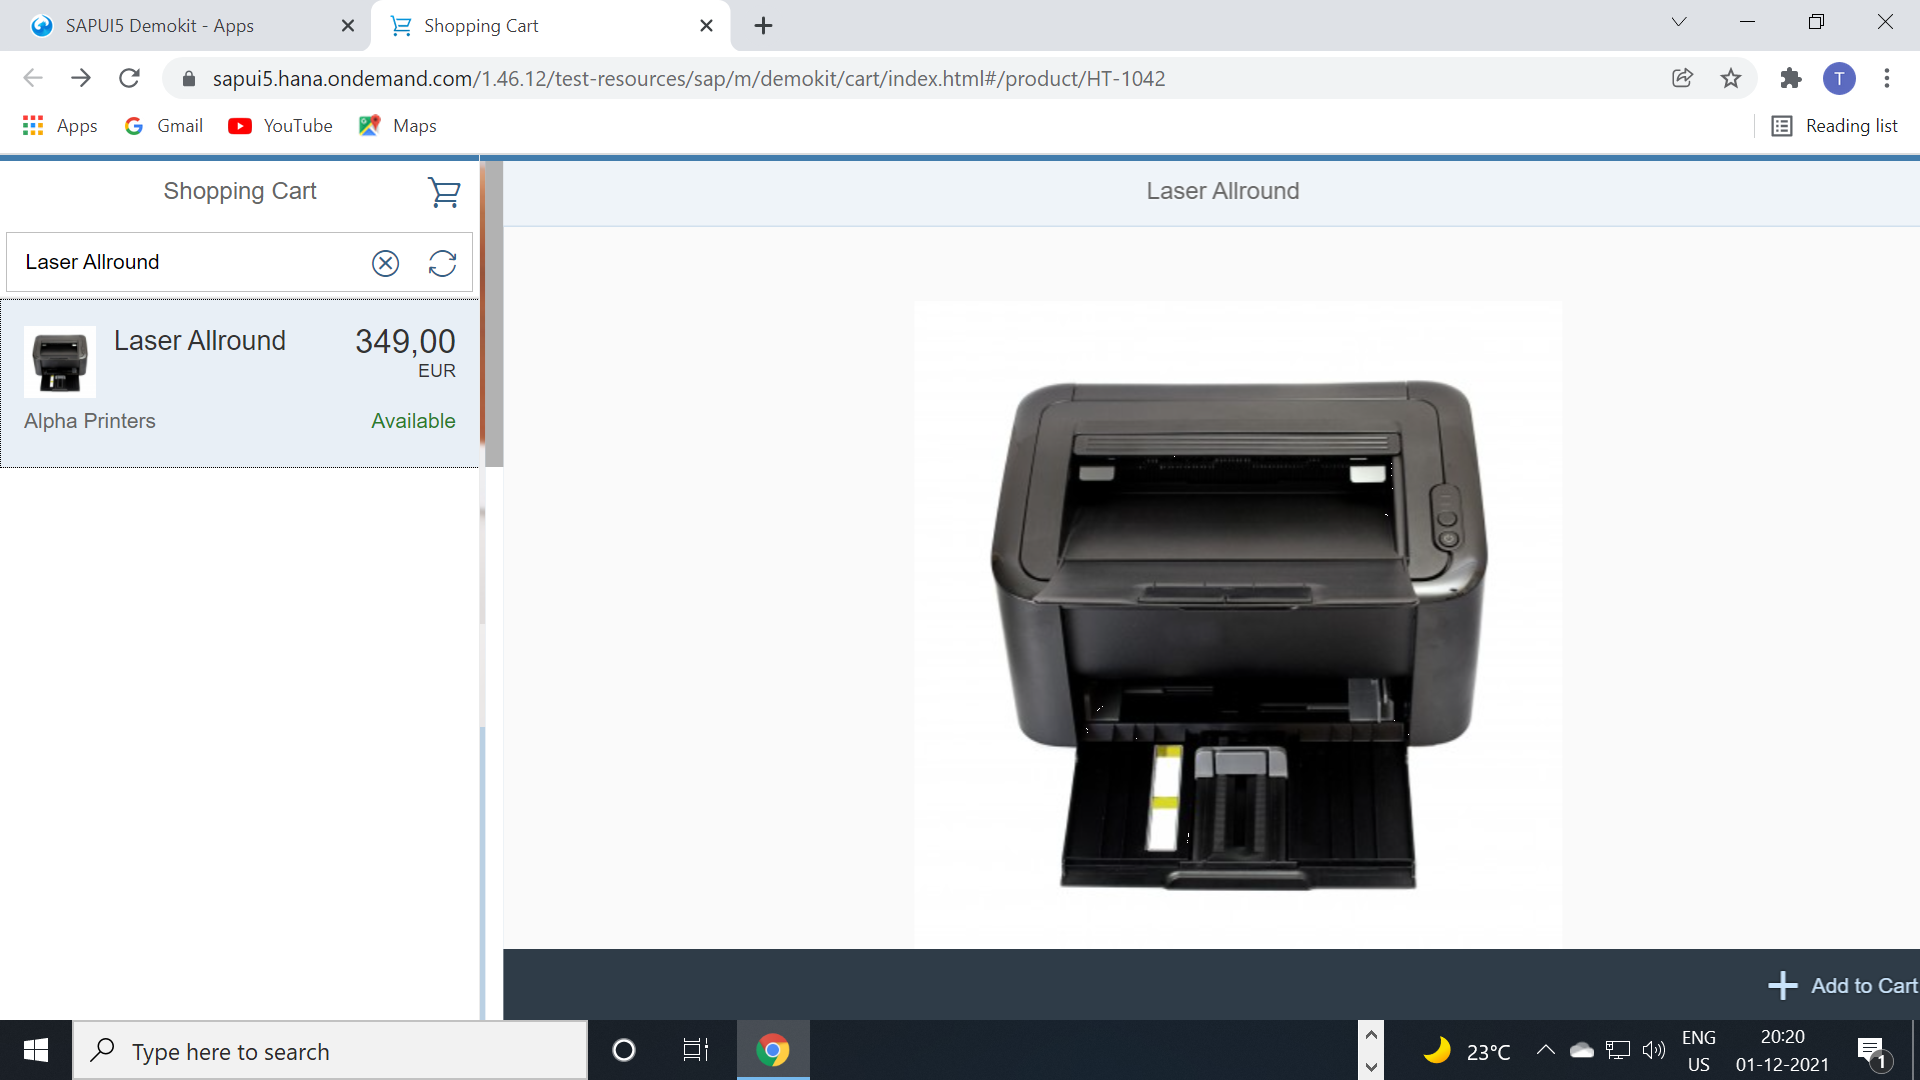 SAPUI5 Demokit - Apps
Shopping Cart
sapui5.hana.ondemand.com/1.46.12/test-resources/sap/m/demokit/cart/index.html#/product/HT-1042
T
Apps
Gmail
YouTube
Maps
Reading list
Shopping Cart
Laser Allround
Laser Allround
Laser Allround
349,00
EUR
Alpha Printers
Available
Add to Cart
Type here to search
23°C
ENG
US
20:20
01-12-2021
1